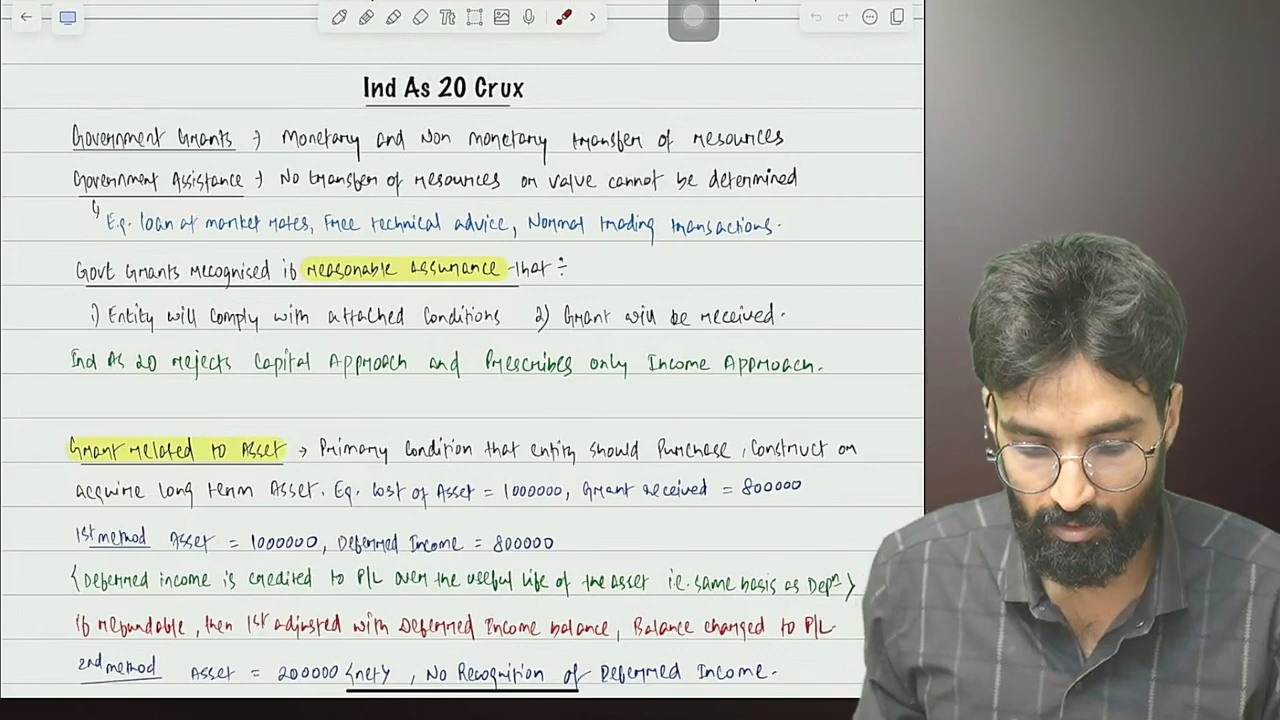 Ind As 20 Crux
Government Grants → Monetary and Non monetary transfer of resources
Government Assistance → No transfer of resources or value cannot be determined
E.g. loan at market rates, Free technical advice, Normal trading transactions.
Govt Grants recognised if reasonable assurance that :
1) Entity will comply with attached Conditions 2) Grant will be received.
Ind As 20 rejects Capital Approach and Prescribes only Income Approach.
Grant related to Asset → Primary Condition that entity should Purchase, Construct or
acquire long term Asset. Eg. Cost of Asset = 1000000, Grant received = 800000
1st method Asset = 1000000, Deferred Income = 800000
{Deferred income is credited to P/L over the useful life of the asset i.e. same basis as Depn}
if refundable, then 1st adjusted with Deferred Income balance, Balance charged to P/L.
2nd method Asset = 200000 {net}, No Recognition of Deferred Income.